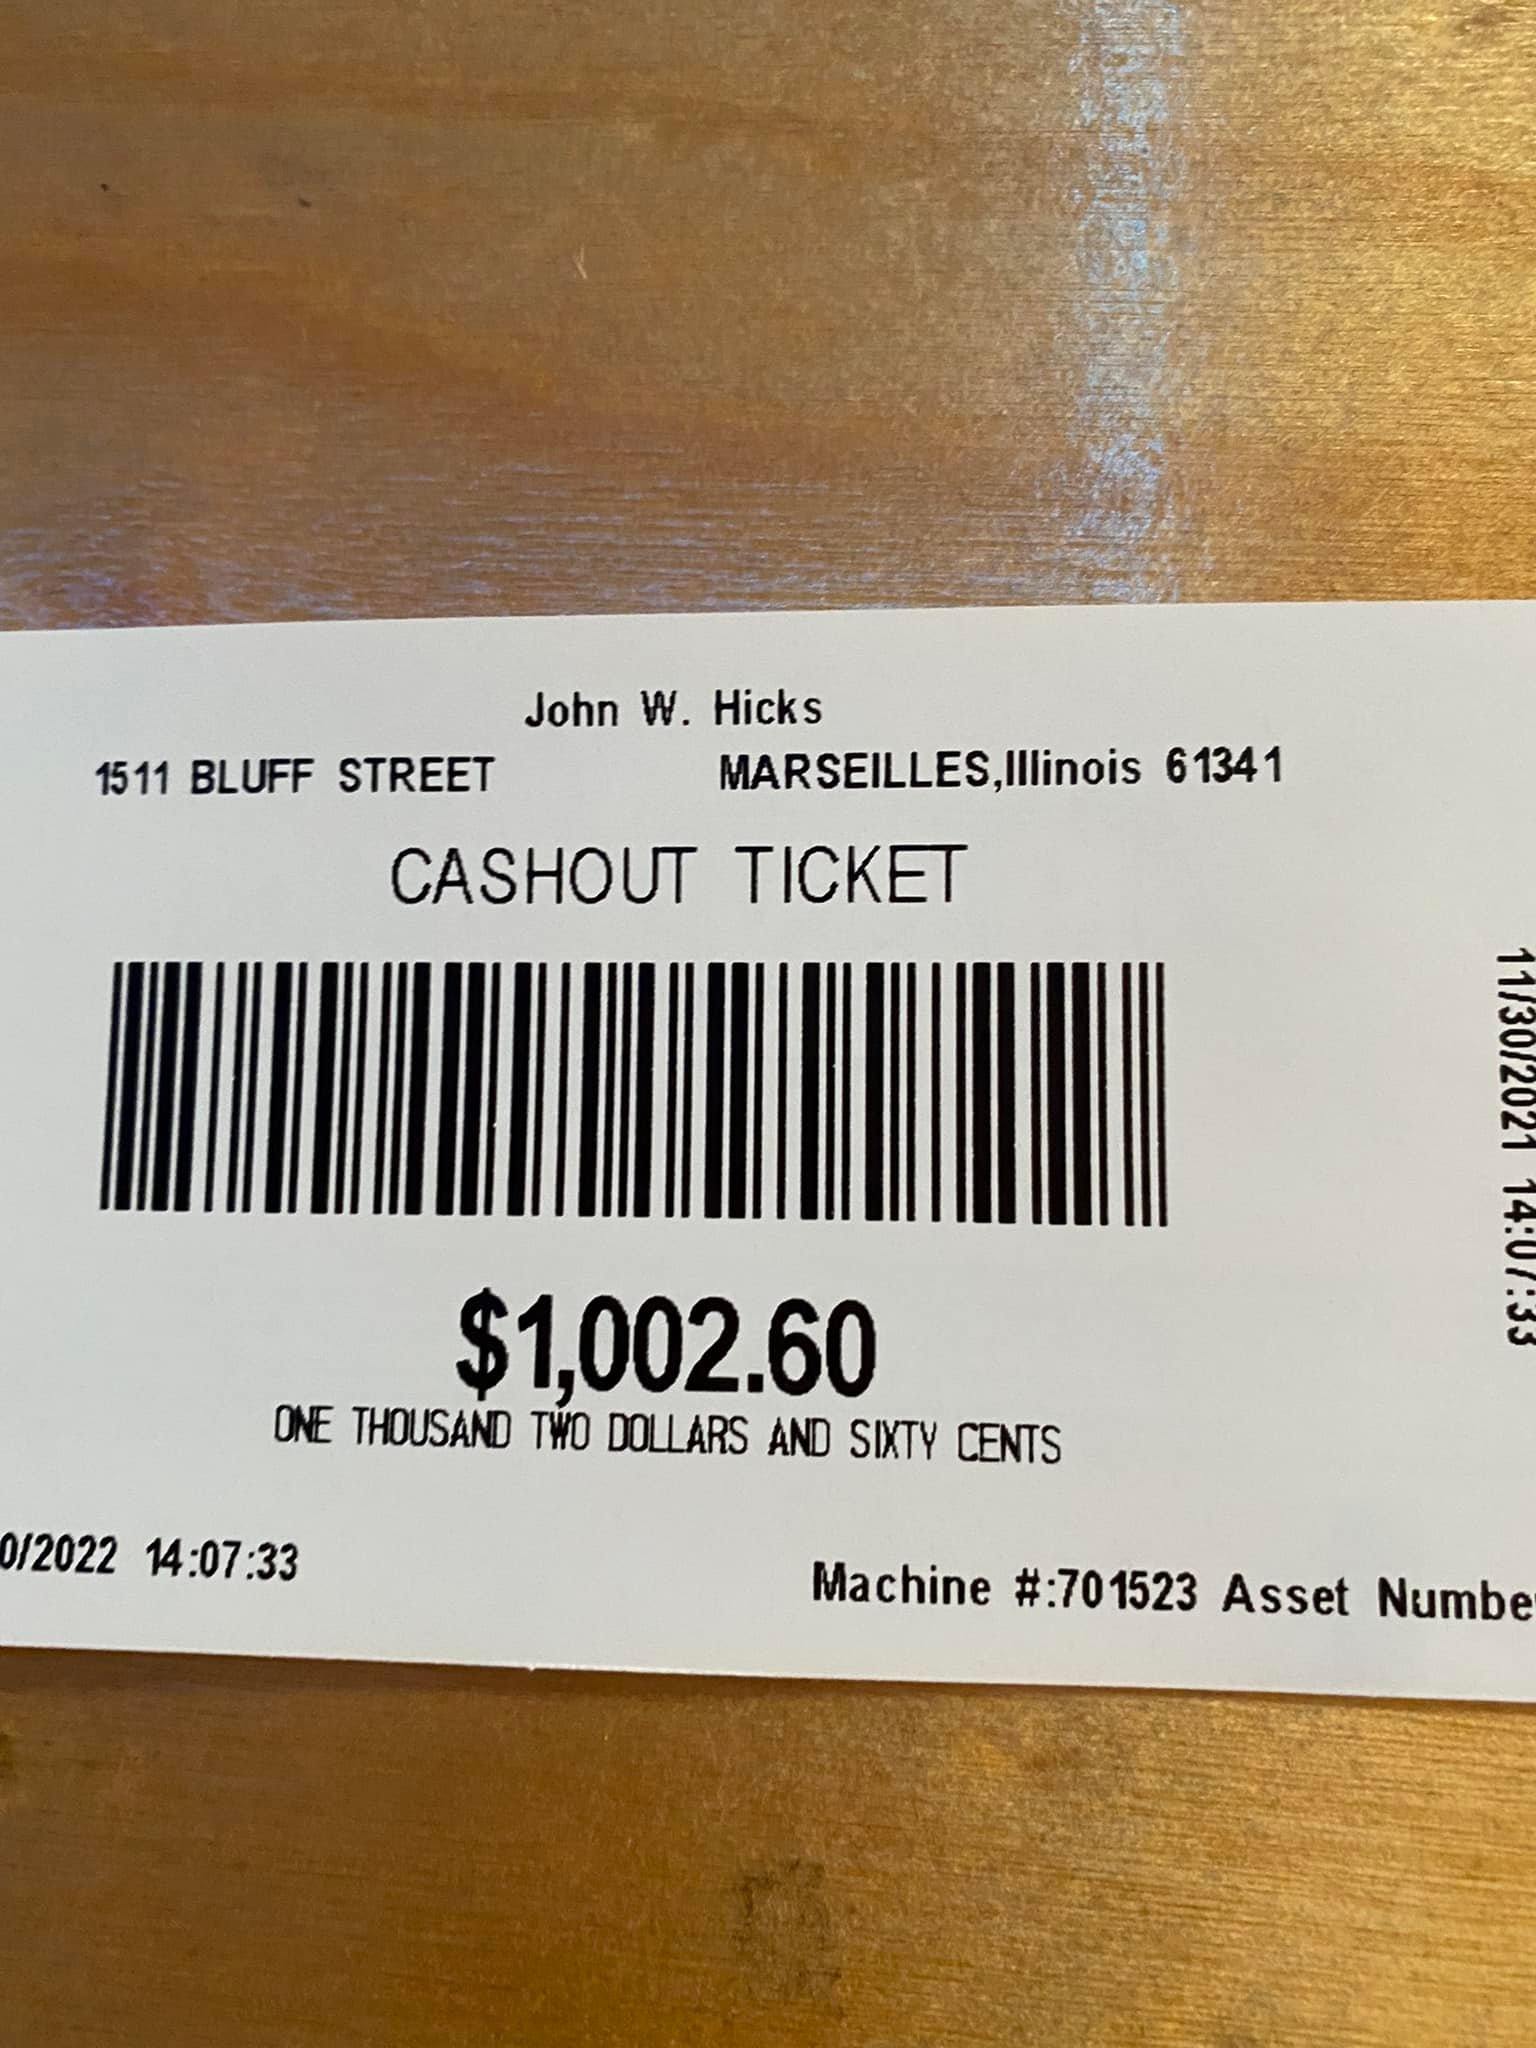 John W. Hicks
1511 BLUFF STREET MARSEILLES,Illinois 61341
CASHOUT TICKET
$1,002.60
ONE THOUSAND TWO DOLLARS AND SIXTY CENTS
0/2022 14:07:33
Machine #:701523 Asset Numbe
11/30/2021 14:07:33